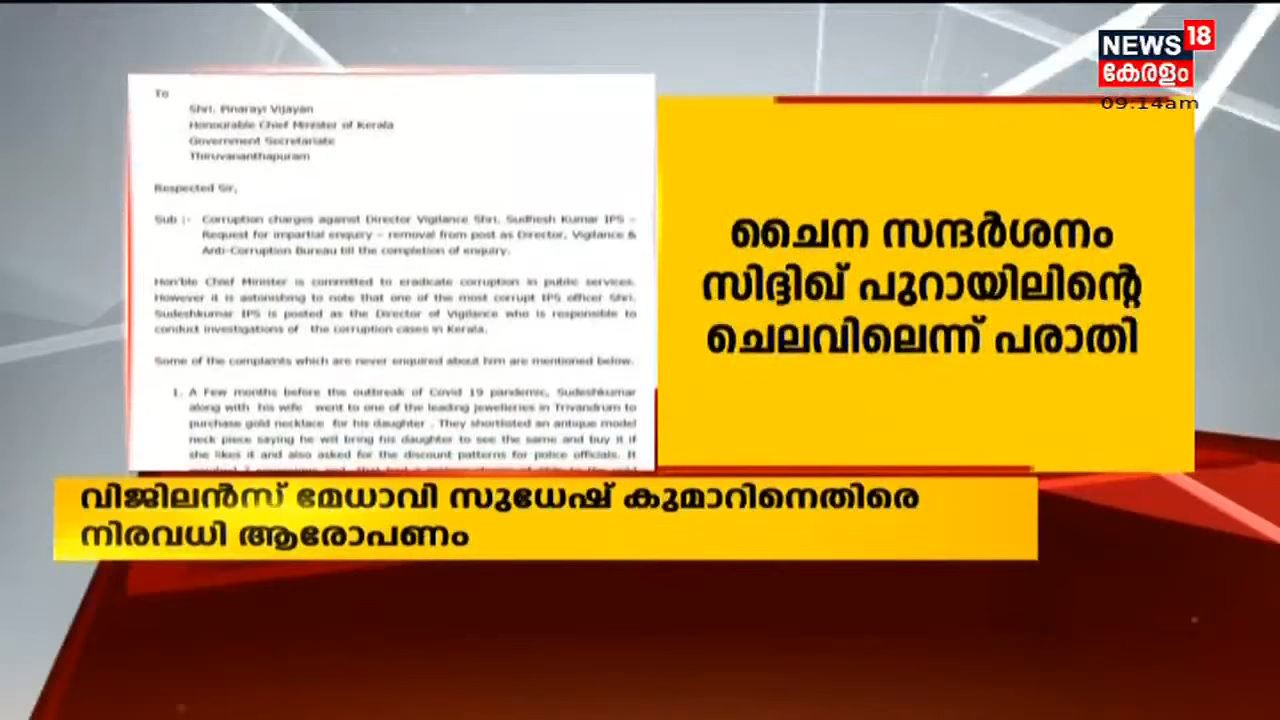 NEWS 18
കേരളം
09:14am
To
Shri. Pinarayi Vijayan
Honourable Chief Minister of Kerala
Government Secretariate
Thiruvananthapuram
Respected Sir,
Sub :- Corruption charges against Director Vigilance Shri. Sudhesh Kumar IPS –
Request for impartial enquiry – removal from post as Director, Vigilance &
Anti-Corruption Bureau till the completion of enquiry.
Hon'ble Chief Minister is committed to eradicate corruption in public services.
However it is astonishing to note that one of the most corrupt IPS officer Shri.
Sudeshkumar IPS is posted as the Director of Vigilance who is responsible to
conduct investigations of the corruption cases in Kerala.
Some of the complaints which are never enquired about him are mentioned below.
1. A Few months before the outbreak of Covid 19 pandemic, Sudeshkumar
along with his wife went to one of the leading jewelleries in Trivandrum to
purchase gold necklace for his daughter . They shortlisted an antique model
neck piece saying he will bring his daughter to see the same and buy it if
she likes it and also asked for the discount patterns for police officials. It
ചൈന സന്ദർശനം
സിദ്ദിഖ് പുറായിലിന്റെ
ചെലവിലെന്ന് പരാതി
വിജിലൻസ് മേധാവി സുധേഷ് കുമാറിനെതിരെ
നിരവധി ആരോപണം